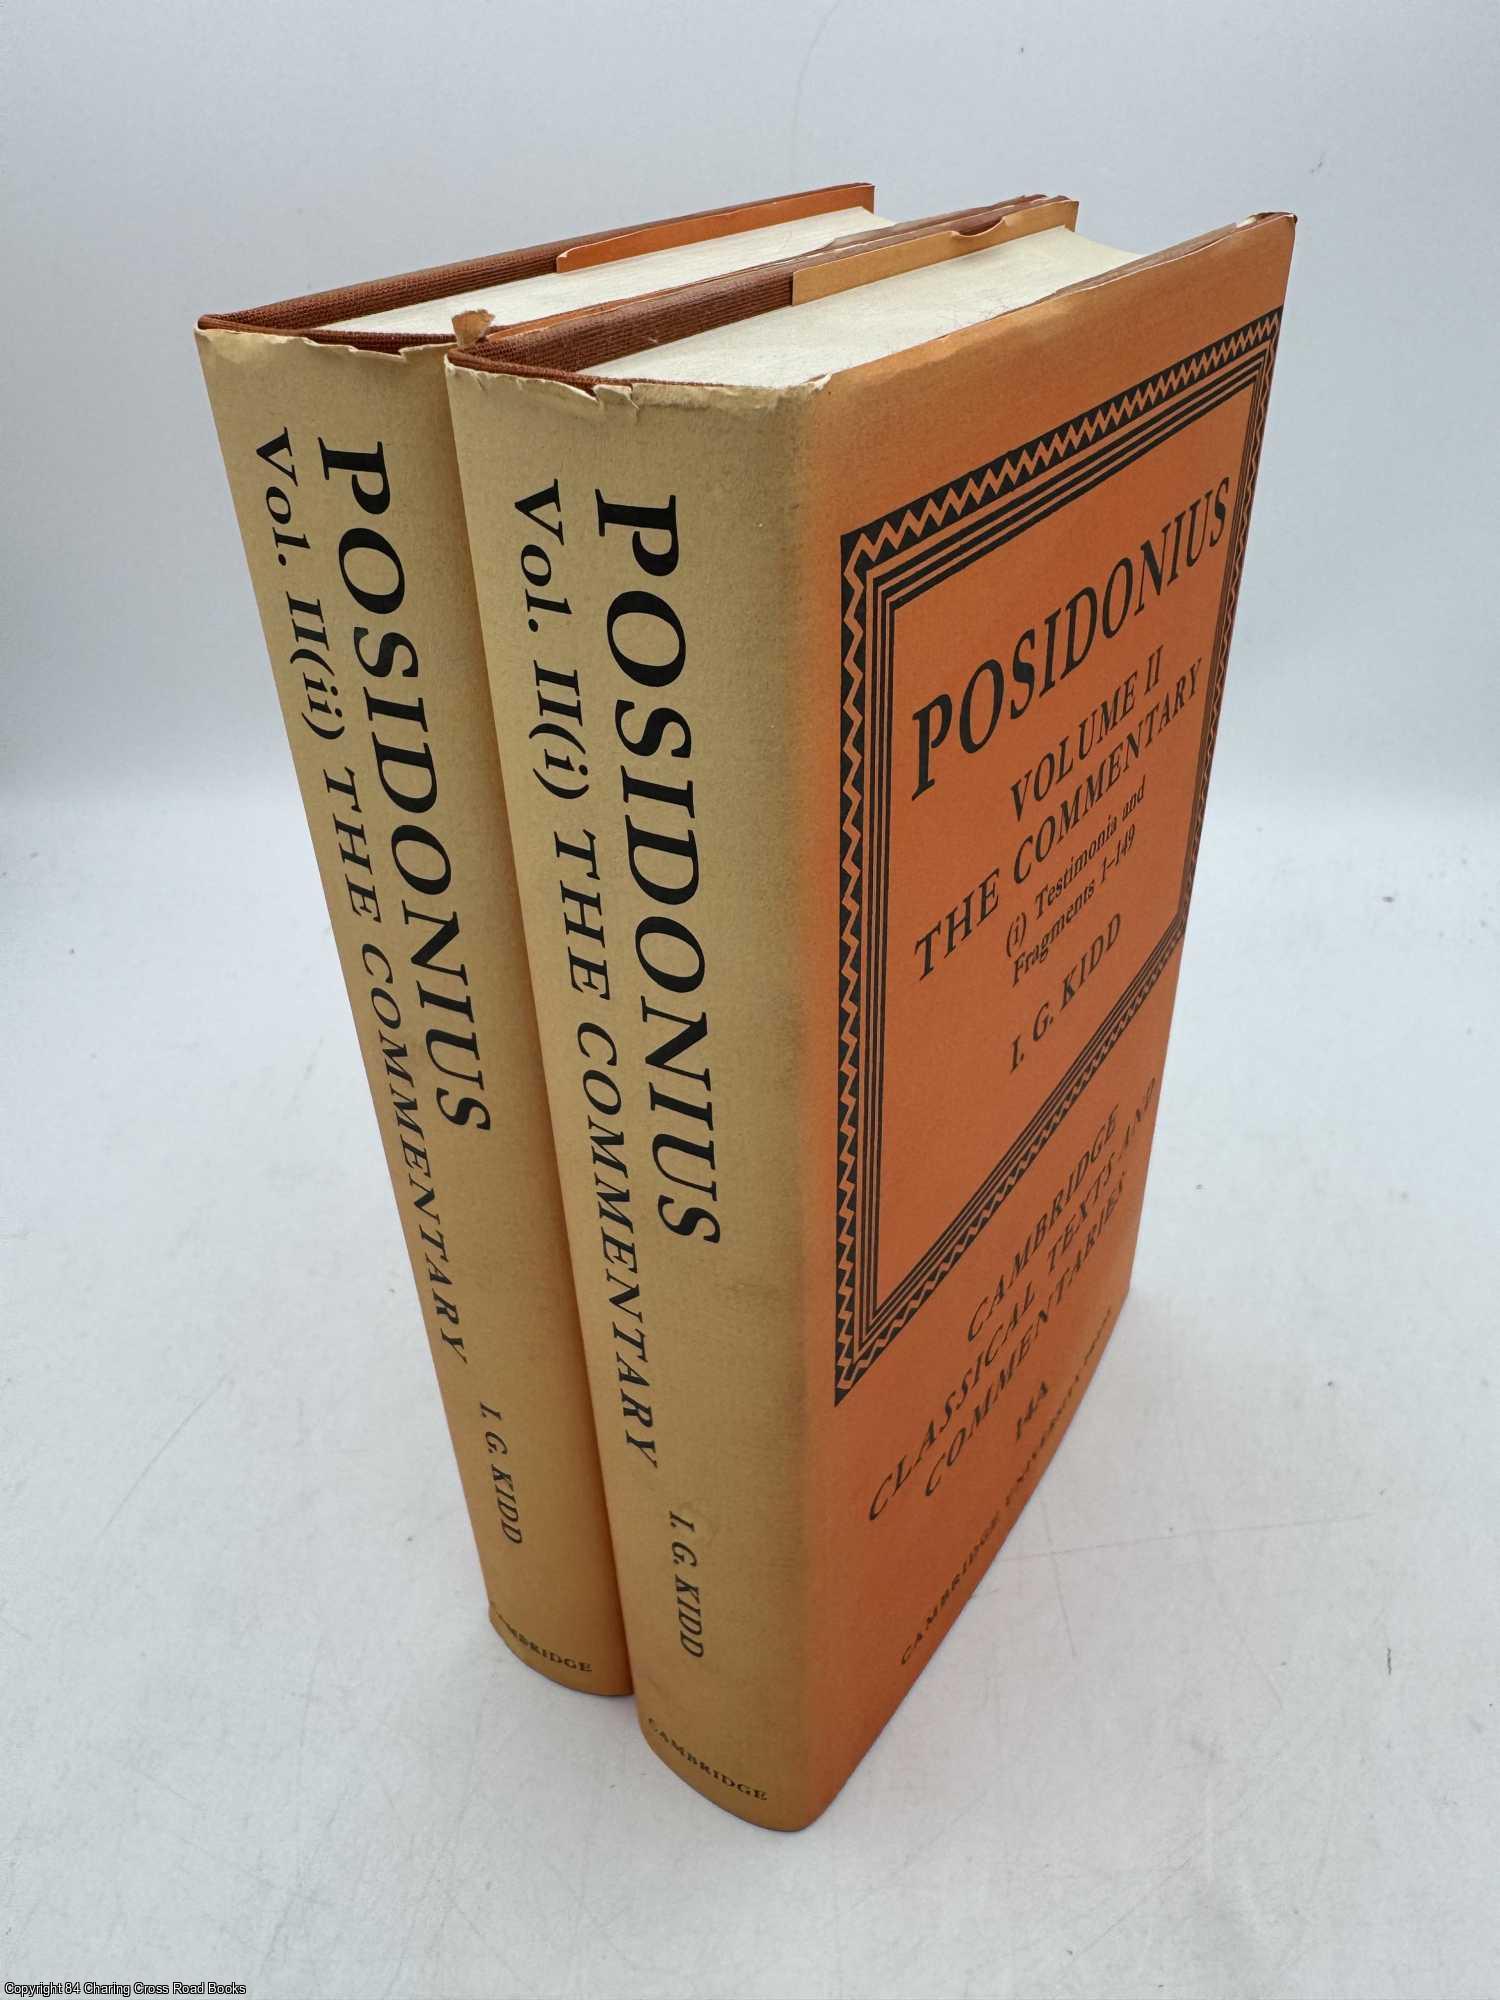 POSIDONIUS
Vol. II(ii) THE COMMENTARY
I. G. KIDD
CAMBRIDGE
POSIDONIUS
Vol. II(i) THE COMMENTARY
I. G. KIDD
CAMBRIDGE
POSIDONIUS
VOLUME II
THE COMMENTARY
(i) Testimonia and
Fragments 1–149
I. G. KIDD
CAMBRIDGE
CLASSICAL TEXTS AND
COMMENTARIES
14A
CAMBRIDGE UNIVERSITY PRESS
Copyright 84 Charing Cross Road Books